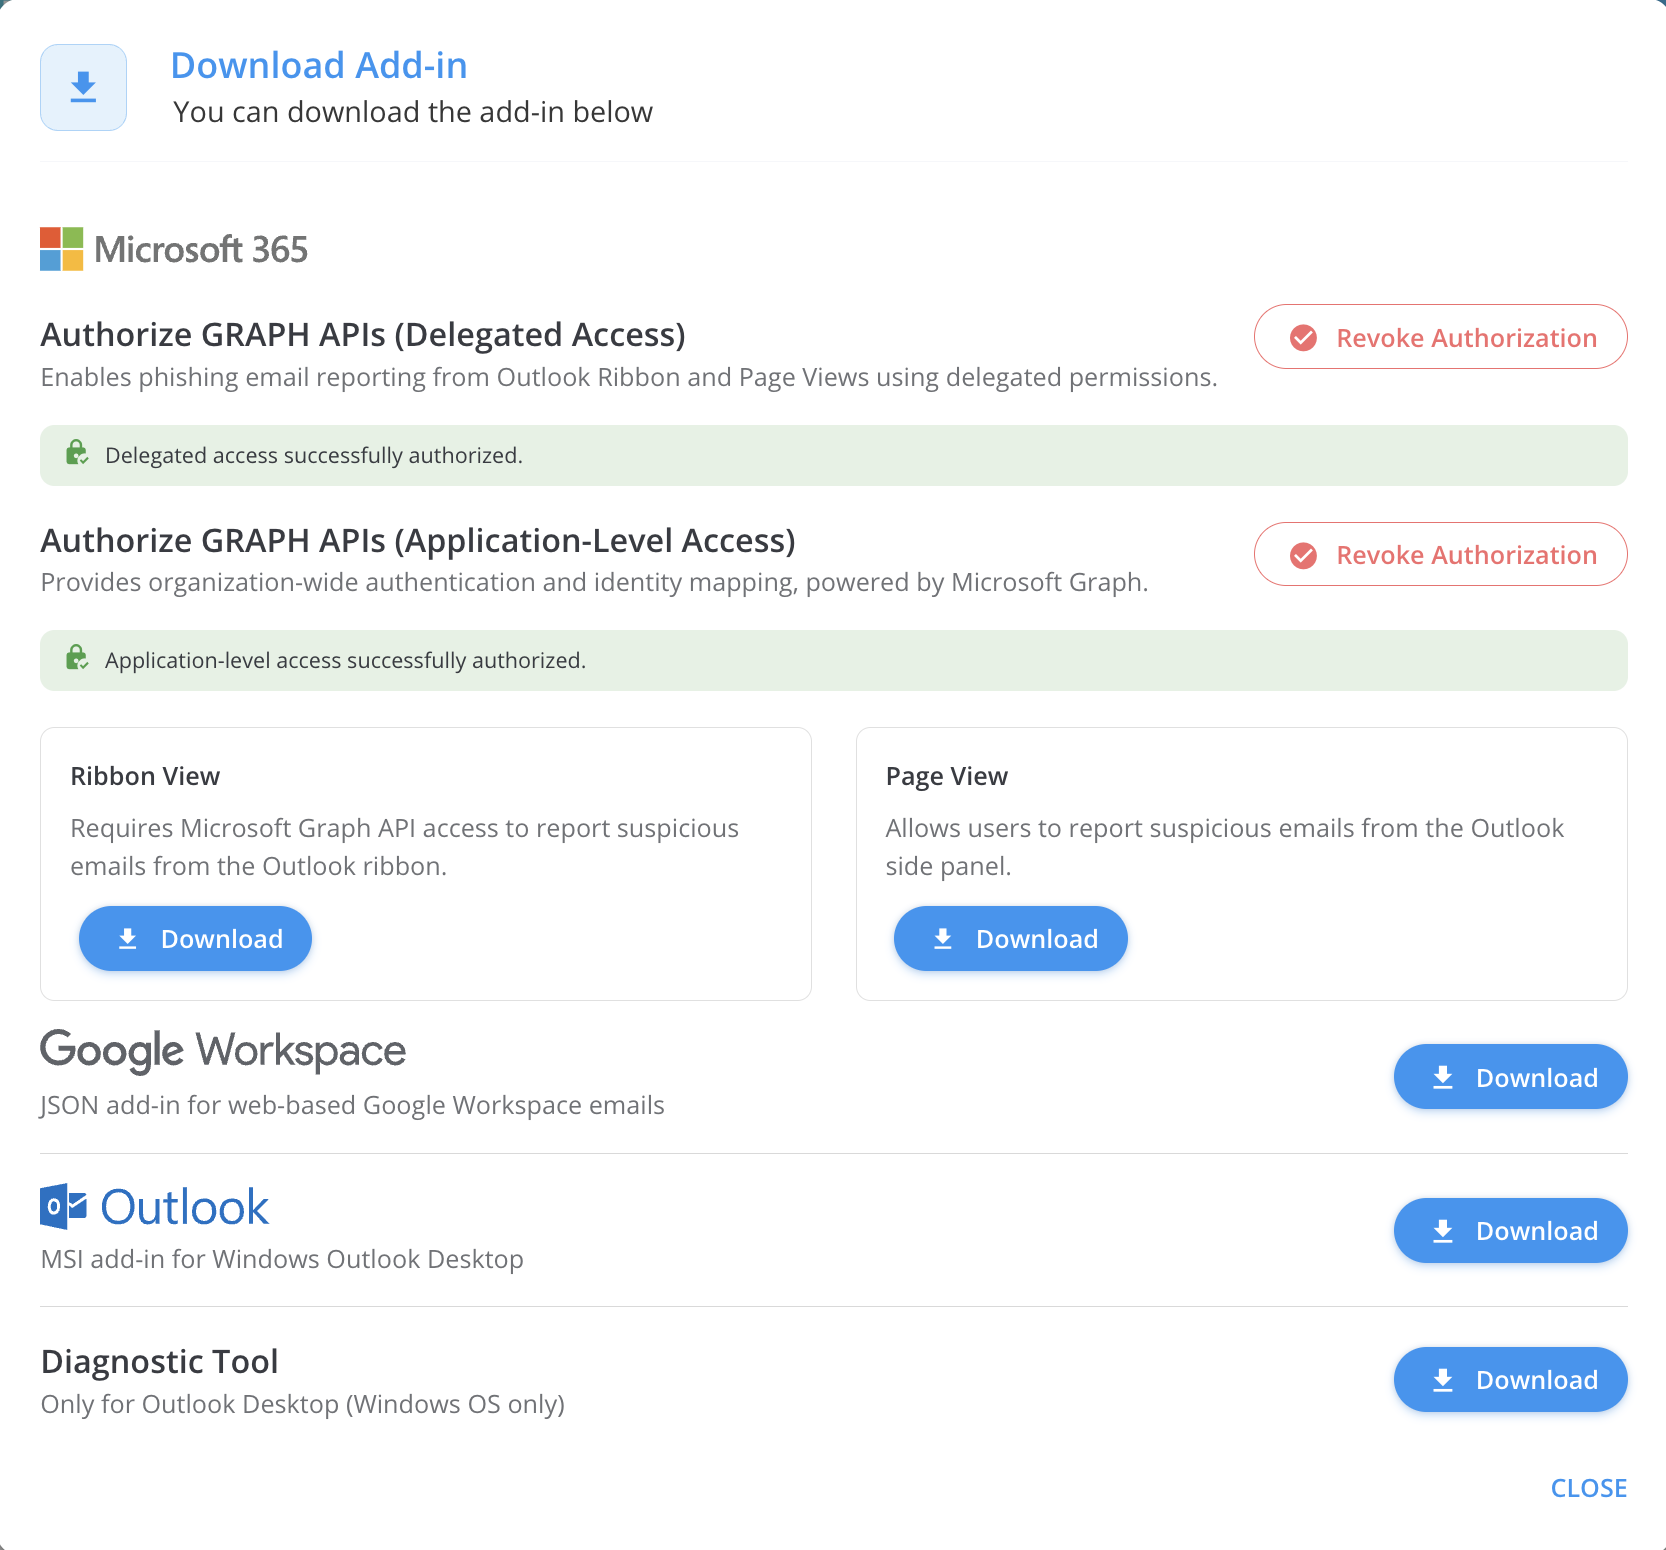 Download Add-in
You can download the add-in below
Microsoft 365
Authorize GRAPH APIs (Delegated Access)
Revoke Authorization
Enables phishing email reporting from Outlook Ribbon and Page Views using delegated permissions.
Delegated access successfully authorized.
Authorize GRAPH APIs (Application-Level Access)
Revoke Authorization
Provides organization-wide authentication and identity mapping, powered by Microsoft Graph.
Application-level access successfully authorized.
Ribbon View
Requires Microsoft Graph API access to report suspicious
emails from the Outlook ribbon.
Download
Page View
Allows users to report suspicious emails from the Outlook
side panel.
Download
Google Workspace
JSON add-in for web-based Google Workspace emails
Download
Outlook
MSI add-in for Windows Outlook Desktop
Download
Diagnostic Tool
Only for Outlook Desktop (Windows OS only)
Download
CLOSE